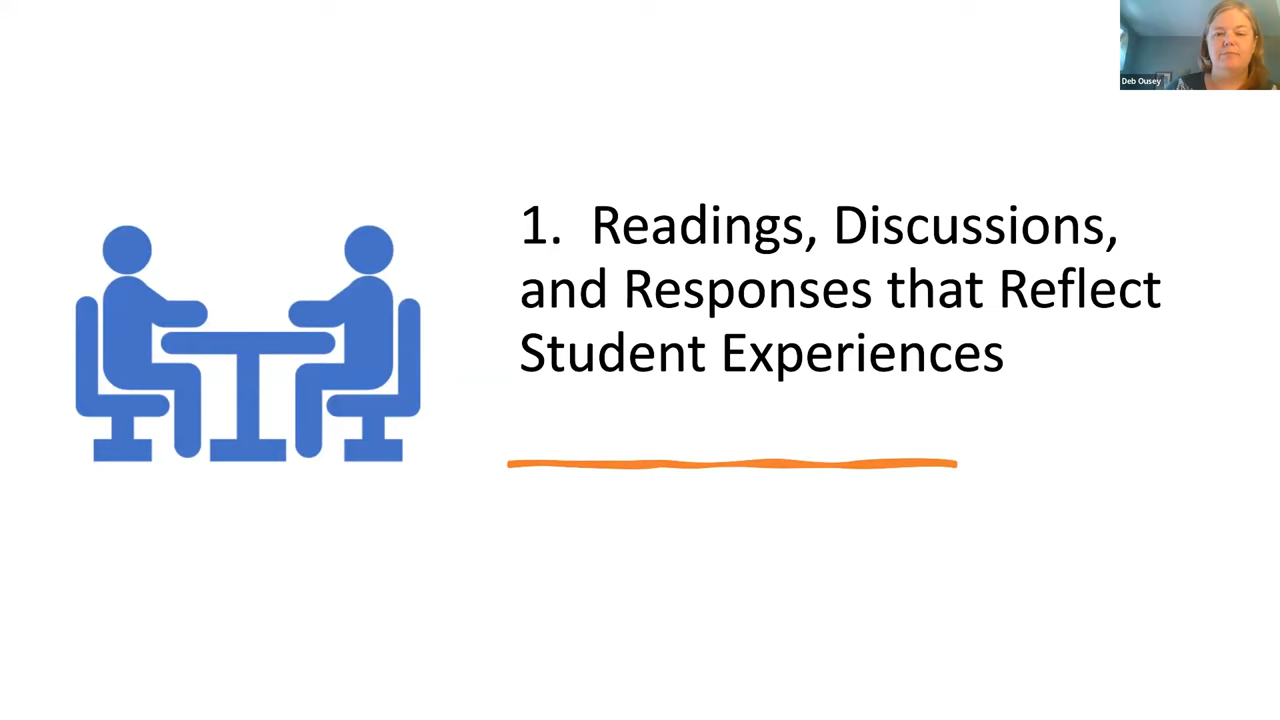 Deb Ousey
1. Readings, Discussions,
and Responses that Reflect
Student Experiences